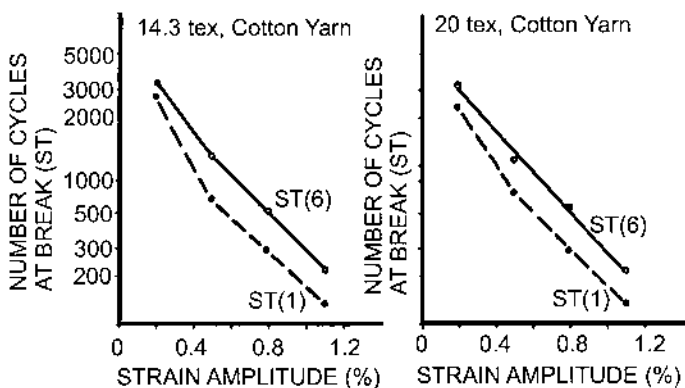 14.3 tex, Cotton Yarn
NUMBER OF CYCLES
AT BREAK (ST)
5000
3000
2000
1000
500
300
200
ST(6)
ST(1)
0 0.4 0.8 1.2
STRAIN AMPLITUDE (%)
20 tex, Cotton Yarn
NUMBER OF CYCLES
AT BREAK (ST)
ST(6)
ST(1)
0 0.4 0.8 1.2
STRAIN AMPLITUDE (%)